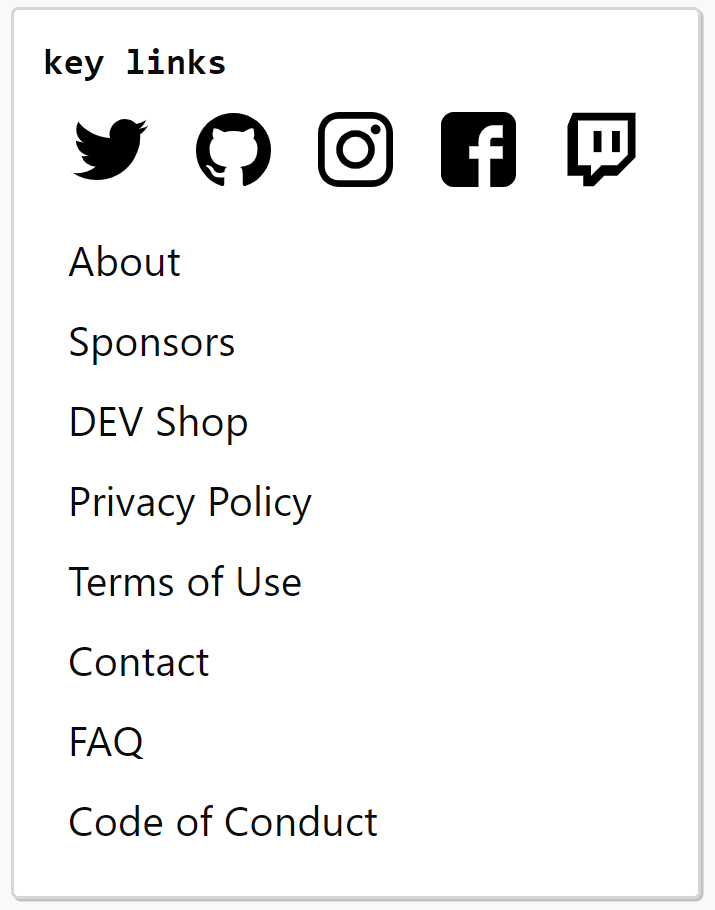 key links
About
Sponsors
DEV Shop
Privacy Policy
Terms of Use
Contact
FAQ
Code of Conduct